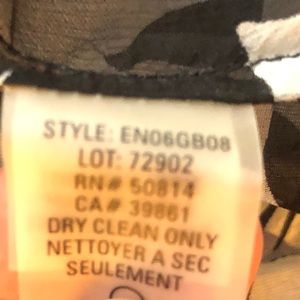 STYLE: EN06GB08
LOT: 72902
RN# 50814
CA# 39861
DRY CLEAN ONLY
NETTOYER A SEC
SEULEMENT